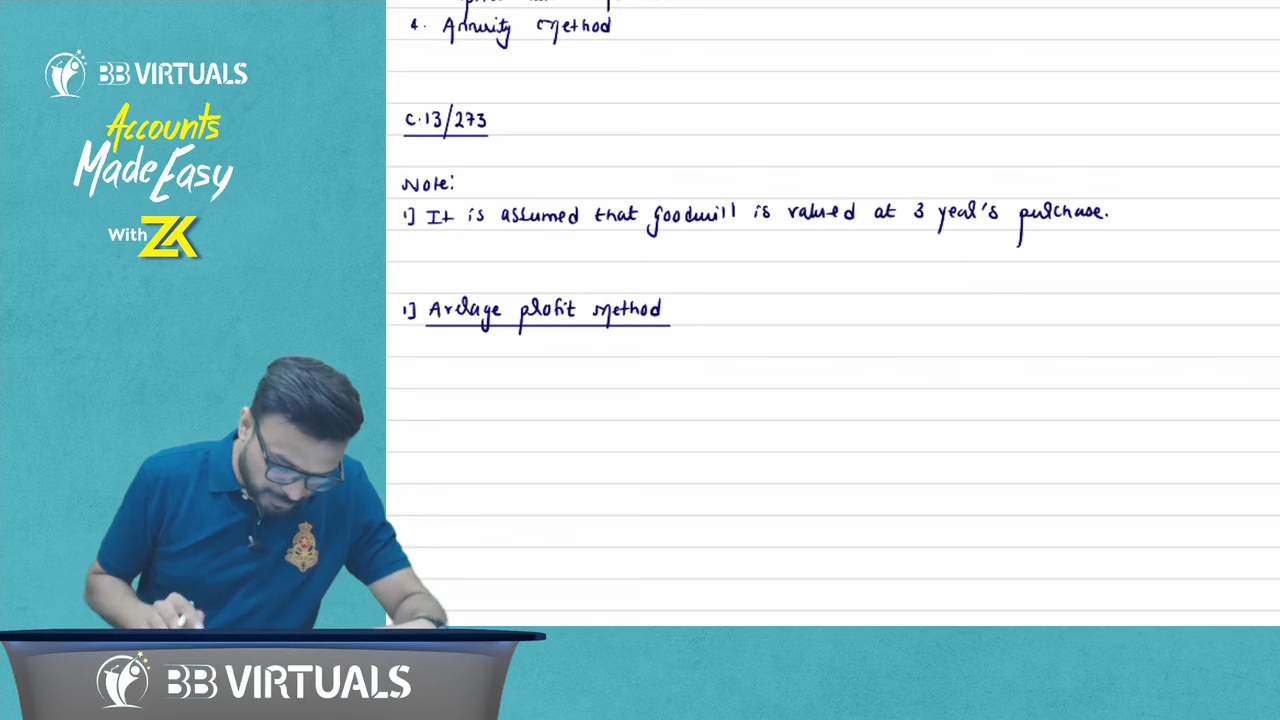 BB VIRTUALS
Accounts
Made Easy
With ZK
4. Annuity Method
C.13/273
Note:
1] It is assumed that goodwill is valued at 3 year's purchase.
1] Average profit Method
BB VIRTUALS